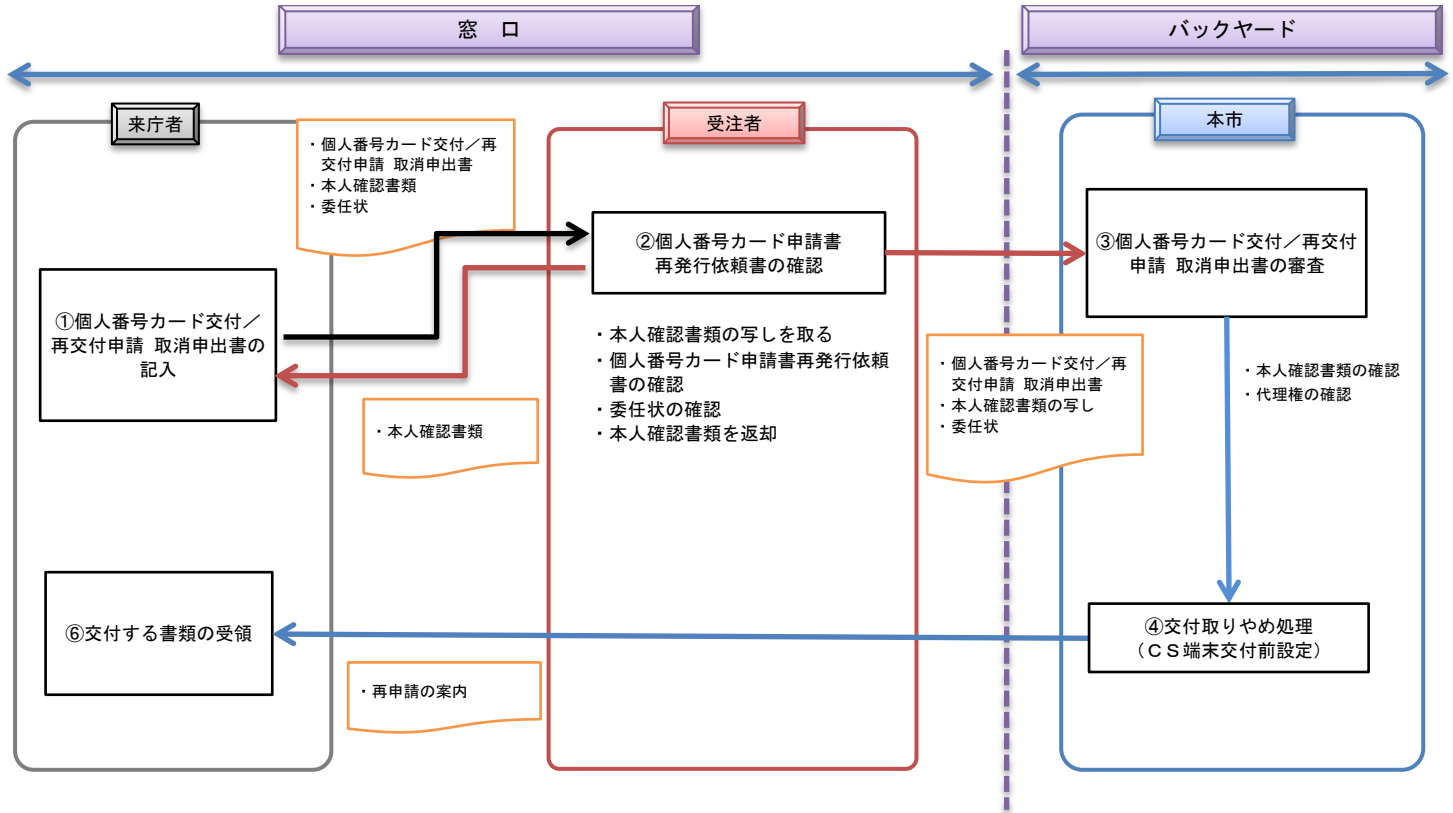 窓　口
バックヤード
来庁者
受注者
本市
・個人番号カード交付／再
交付申請 取消申出書
・本人確認書類
・委任状
①個人番号カード交付／
再交付申請 取消申出書の
記入
②個人番号カード申請書
再発行依頼書の確認
③個人番号カード交付／再交付
申請 取消申出書の審査
・本人確認書類の写しを取る
・個人番号カード申請書再発行依頼
書の確認
・委任状の確認
・本人確認書類を返却
・本人確認書類
・個人番号カード交付／再
交付申請 取消申出書
・本人確認書類の写し
・委任状
・本人確認書類の確認
・代理権の確認
⑥交付する書類の受領
④交付取りやめ処理
（ＣＳ端末交付前設定）
・再申請の案内